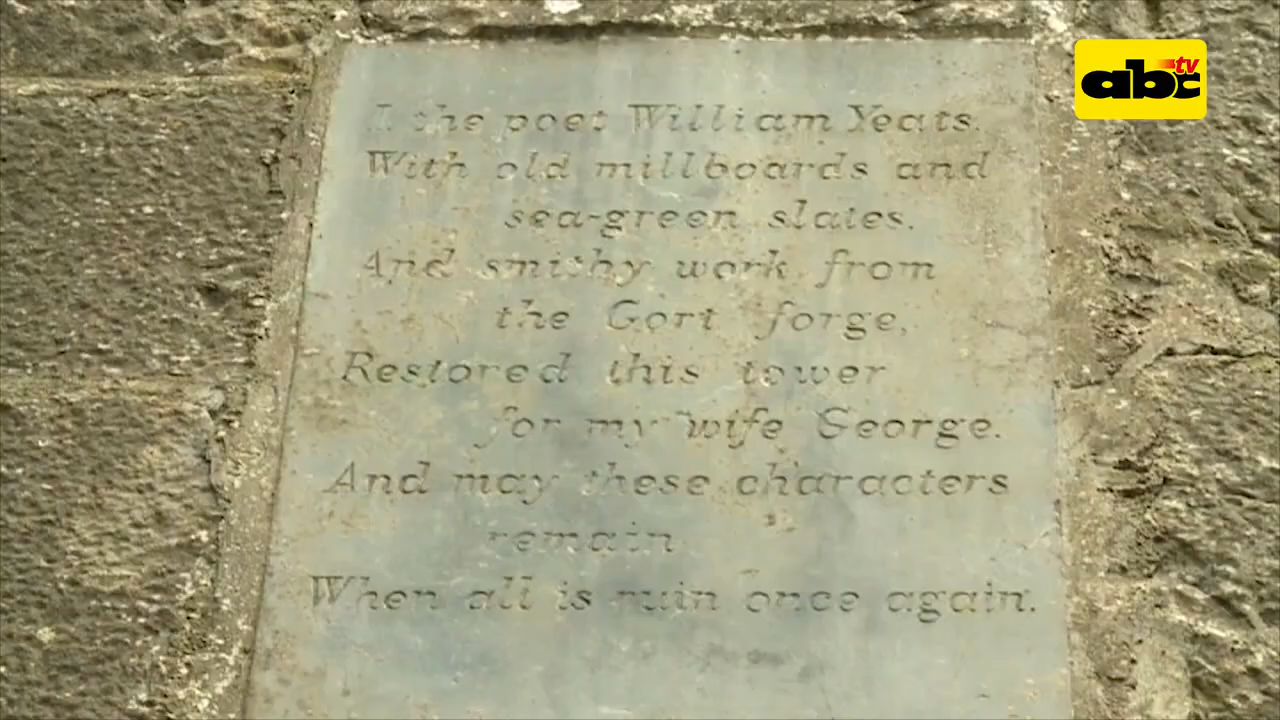 I, the poet William Yeats,
With old millboards and
sea-green slates,
And smithy work from
the Gort forge,
Restored this tower
for my wife George.
And may these characters
remain
When all is ruin once again.
abc tv